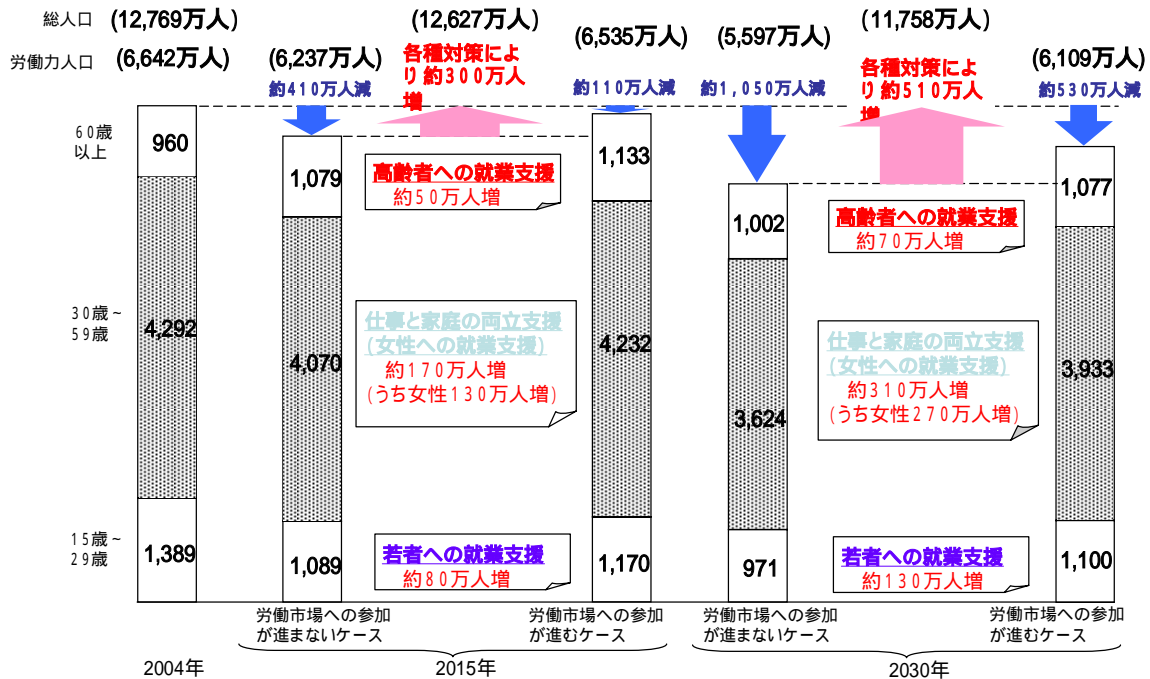 総人口 (12,769万人) (12,627万人) (11,758万人)
労働力人口 (6,642万人) (6,237万人) (6,535万人) (5,597万人) (6,109万人)
約410万人減
各種対策によ
り約300万人
増
約110万人減
約1,050万人減
各種対策によ
り約510万人
増
約530万人減
60歳
以上
960
1,079
1,133
1,002
1,077
高齢者への就業支援
約50万人増
高齢者への就業支援
約70万人増
30歳~
59歳
4,292
4,070
4,232
3,624
3,933
仕事と家庭の両立支援
(女性への就業支援)
約170万人増
(うち女性130万人増)
仕事と家庭の両立支援
(女性への就業支援)
約310万人増
(うち女性270万人増)
15歳~
29歳
1,389
1,089
1,170
971
1,100
若者への就業支援
約80万人増
若者への就業支援
約130万人増
労働市場への参加
が進まないケース
労働市場への参加
が進むケース
労働市場への参加
が進まないケース
労働市場への参加
が進むケース
2004年
2015年
2030年